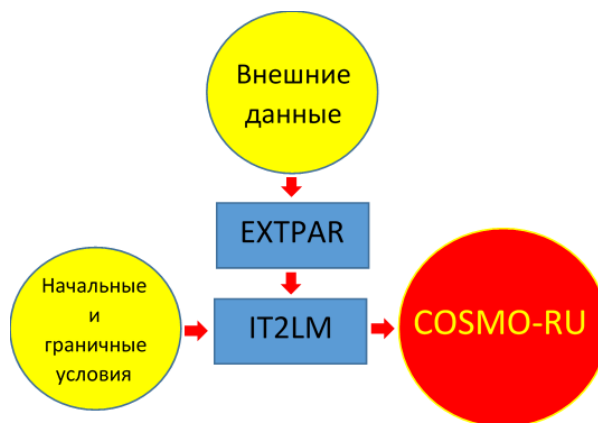 Внешние
данные
EXTPAR
Начальные
и
граничные
условия
IT2LM
COSMO-RU